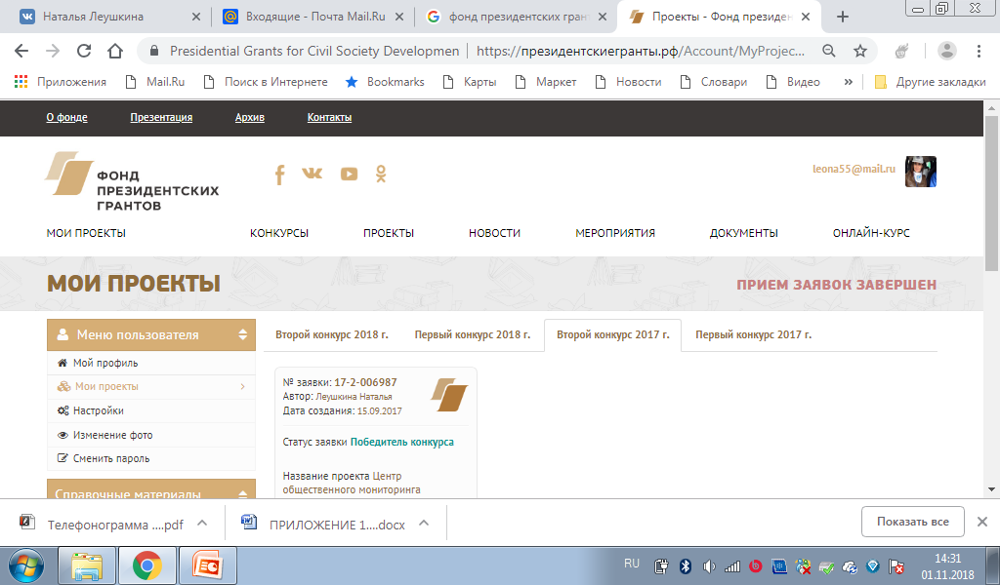 Наталья Леушкина
Входящие - Почта Mail.Ru
фонд президентских грант
Проекты - Фонд президен
Presidential Grants for Civil Society Developmen | https://президентскиегранты.рф/Account/MyProjec...
Приложения Mail.Ru Поиск в Интернете Bookmarks Карты Маркет Новости Словари Видео » Другие закладки
О фонде Презентация Архив Контакты
ФОНД
ПРЕЗИДЕНТСКИХ
ГРАНТОВ
leona55@mail.ru
МОИ ПРОЕКТЫ КОНКУРСЫ ПРОЕКТЫ НОВОСТИ МЕРОПРИЯТИЯ ДОКУМЕНТЫ ОНЛАЙН-КУРС
МОИ ПРОЕКТЫ
ПРИЕМ ЗАЯВОК ЗАВЕРШЕН
Меню пользователя
Мой профиль
Мои проекты
Настройки
Изменение фото
Сменить пароль
Справочные материалы
Второй конкурс 2018 г. Первый конкурс 2018 г. Второй конкурс 2017 г. Первый конкурс 2017 г.
№ заявки: 17-2-006987
Автор: Леушкина Наталья
Дата создания: 15.09.2017
Статус заявки Победитель конкурса
Название проекта Центр
общественного мониторинга
Телефонограмма ....pdf
ПРИЛОЖЕНИЕ 1....docx
Показать все
RU
14:31
01.11.2018